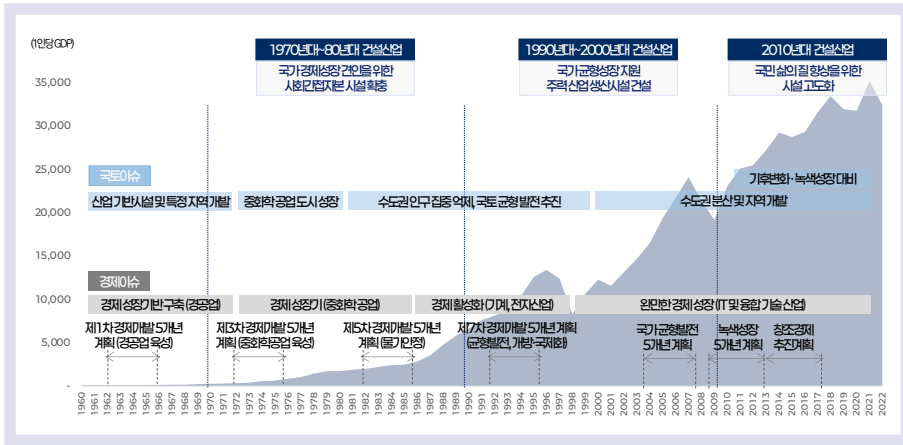 (1인당 GDP)
1970년대~80년대 건설산업
국가 경제성장 견인을 위한
사회간접자본 시설 확충
1990년대~2000년대 건설산업
국가 균형성장 지원
주력 산업 생산시설 건설
2010년대 건설산업
국민 삶의 질 향상을 위한
시설 고도화
35,000
30,000
25,000
20,000
15,000
10,000
5,000
-
국토이슈
기후변화·녹색성장 대비
산업 기반시설 및 특정 지역 개발
중화학 공업 도시 성장
수도권 인구 집중 억제, 국토 균형 발전 추진
수도권 분산 및 지역 개발
경제이슈
경제 성장 기반 구축 (경공업)
경제 성장기 (중화학 공업)
경제 활성화 (기계, 전자산업)
완만한 경제 성장 (IT 및 융합 기술 산업)
제1차 경제개발 5개년
계획 (경공업 육성)
제3차 경제개발 5개년
계획 (중화학공업 육성)
제5차 경제개발 5개년
계획 (물가안정)
제7차 경제개발 5개년 계획
(균형발전, 개방·국제화)
국가 균형발전
5개년 계획
녹색성장
5개년 계획
창조경제
추진계획
1960 1961 1962 1963 1964 1965 1966 1967 1968 1969 1970 1971 1972 1973 1974 1975 1976 1977 1978 1979 1980 1981 1982 1983 1984 1985 1986 1987 1988 1989 1990 1991 1992 1993 1994 1995 1996 1997 1998 1999 2000 2001 2002 2003 2004 2005 2006 2007 2008 2009 2010 2011 2012 2013 2014 2015 2016 2017 2018 2019 2020 2021 2022